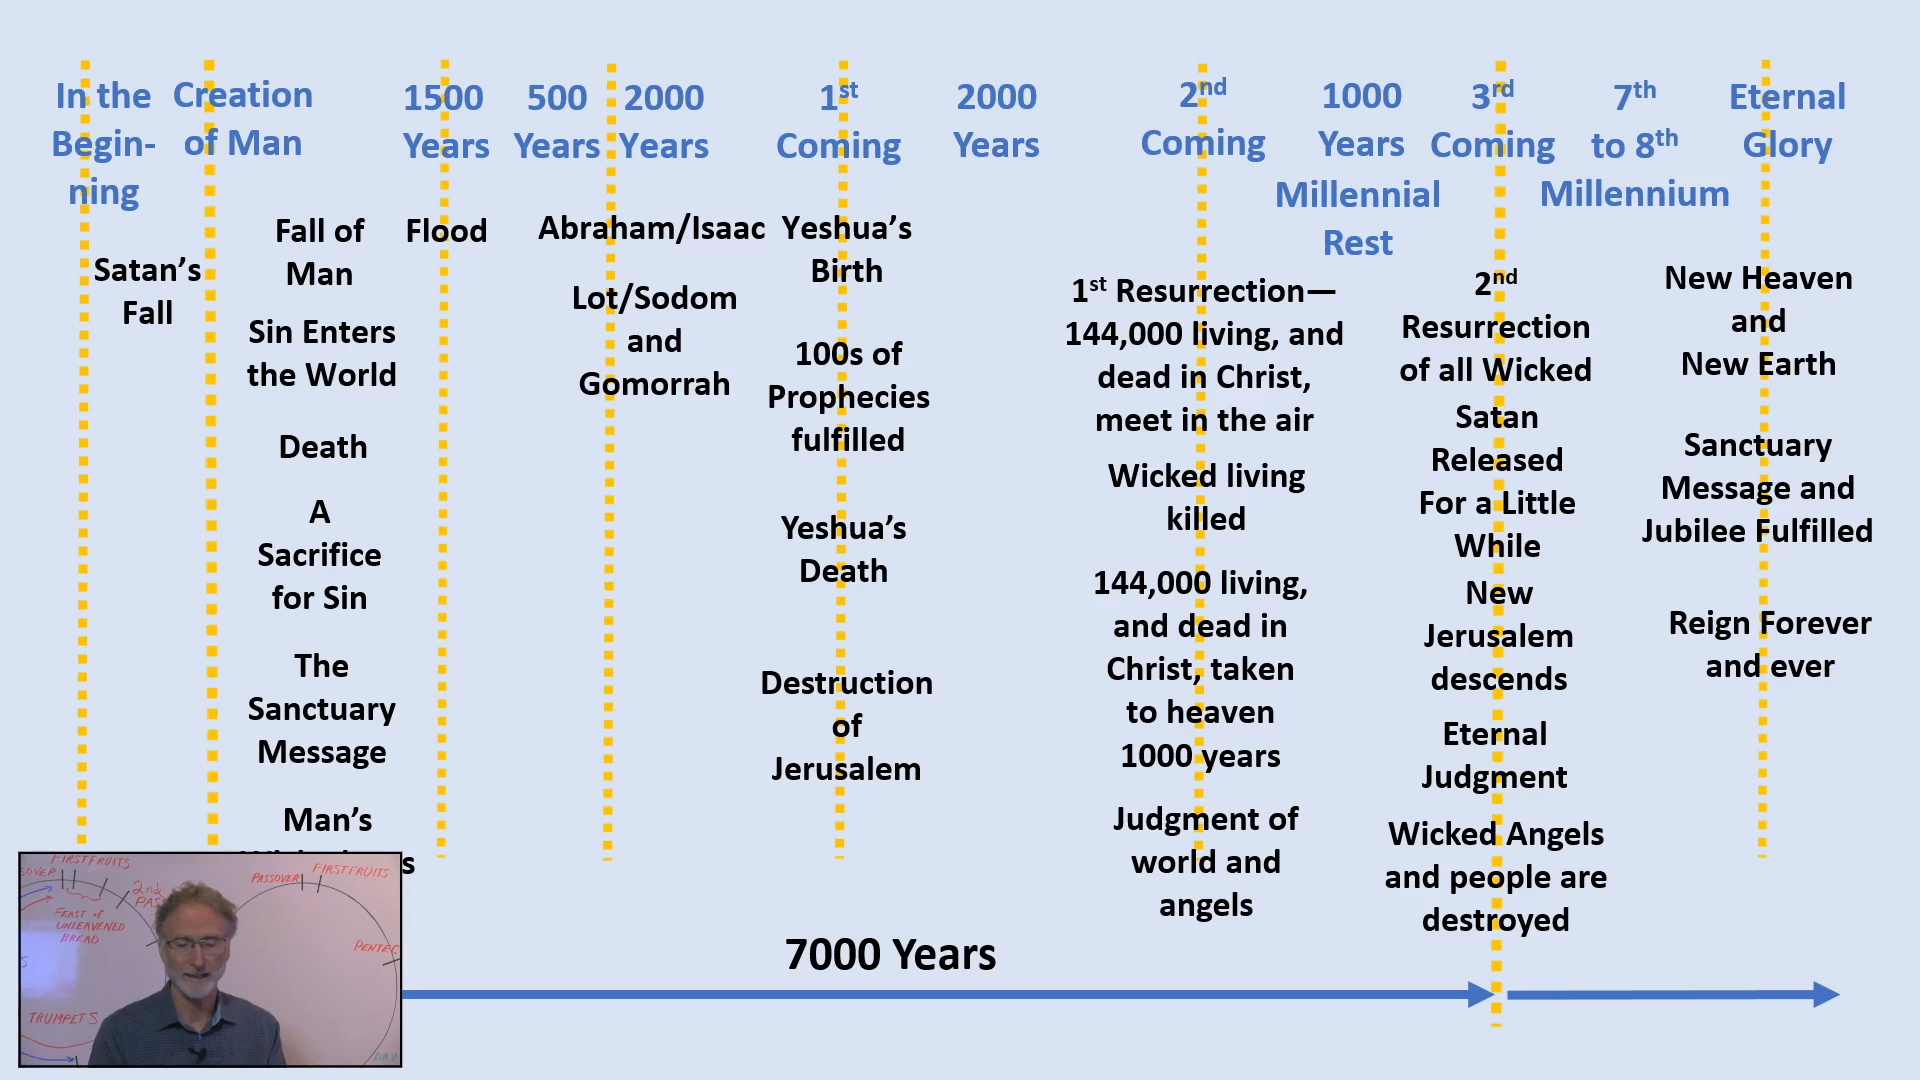 In the
Begin-
ning
Creation
of Man
1500
Years
500
Years
2000
Years
1st
Coming
2000
Years
2nd
Coming
1000
Years
Millennial
Rest
3rd
Coming
7th
to 8th
Millennium
Eternal
Glory
Satan's
Fall
Fall of
Man
Sin Enters
the World
Death
A
Sacrifice
for Sin
The
Sanctuary
Message
Man's
Flood
Abraham/Isaac
Lot/Sodom
and
Gomorrah
Yeshua's
Birth
100s of
Prophecies
fulfilled
Yeshua's
Death
Destruction
of
Jerusalem
1st Resurrection—
144,000 living, and
dead in Christ,
meet in the air
Wicked living
killed
144,000 living,
and dead in
Christ, taken
to heaven
1000 years
Judgment of
world and
angels
2nd
Resurrection
of all Wicked
Satan
Released
For a Little
While
New
Jerusalem
descends
Eternal
Judgment
Wicked Angels
and people are
destroyed
New Heaven
and
New Earth
Sanctuary
Message and
Jubilee Fulfilled
Reign Forever
and ever
7000 Years
FIRSTFRUITS
2nd
PAS
FEAST of
UNLEAVENED
BREAD
TRUMPETS
PASSOVER
FIRSTFRUITS
PENTEC
DAY